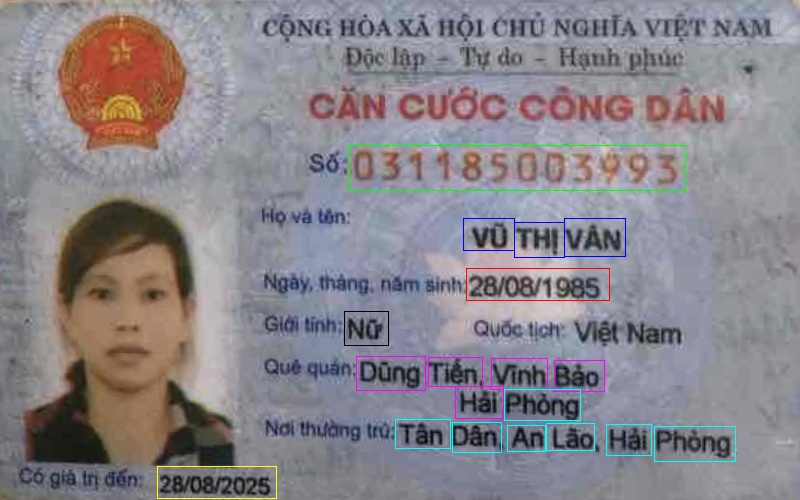 CỘNG HÒA XÃ HỘI CHỦ NGHĨA VIỆT NAM
Độc lập - Tự do - Hạnh phúc
CĂN CƯỚC CÔNG DÂN
Số: 031185003993
Họ và tên:
VŨ THỊ VÂN
Ngày, tháng, năm sinh: 28/08/1985
Giới tính: Nữ Quốc tịch: Việt Nam
Quê quán: Dũng Tiến, Vĩnh Bảo
Hải Phòng
Nơi thường trú: Tân Dân, An Lão, Hải Phòng
Có giá trị đến: 28/08/2025